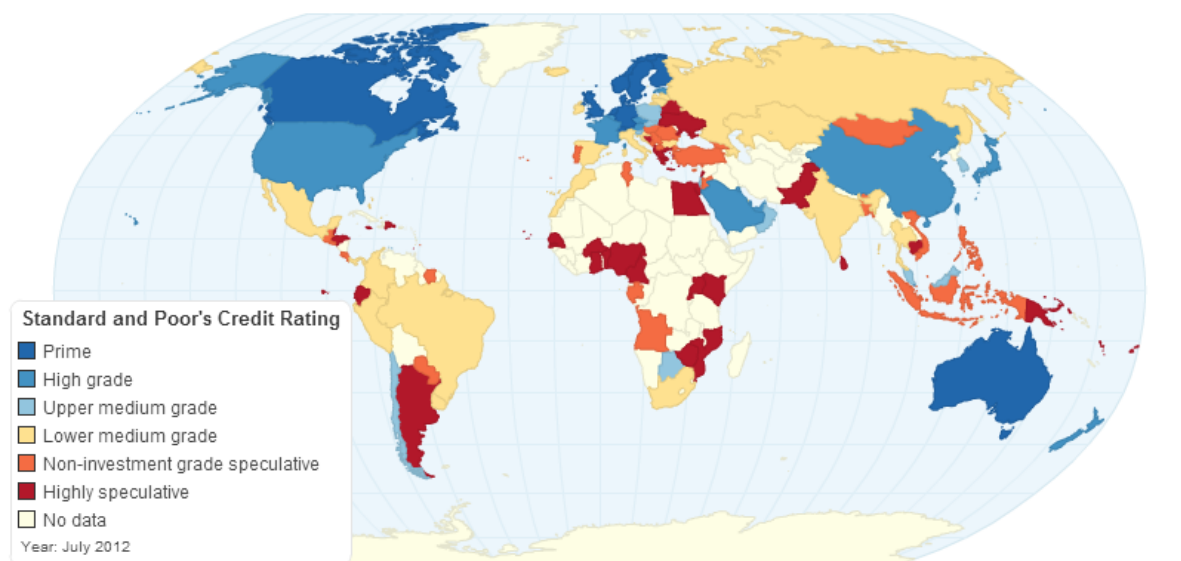 Standard and Poor's Credit Rating
Prime
High grade
Upper medium grade
Lower medium grade
Non-investment grade speculative
Highly speculative
No data
Year: July 2012